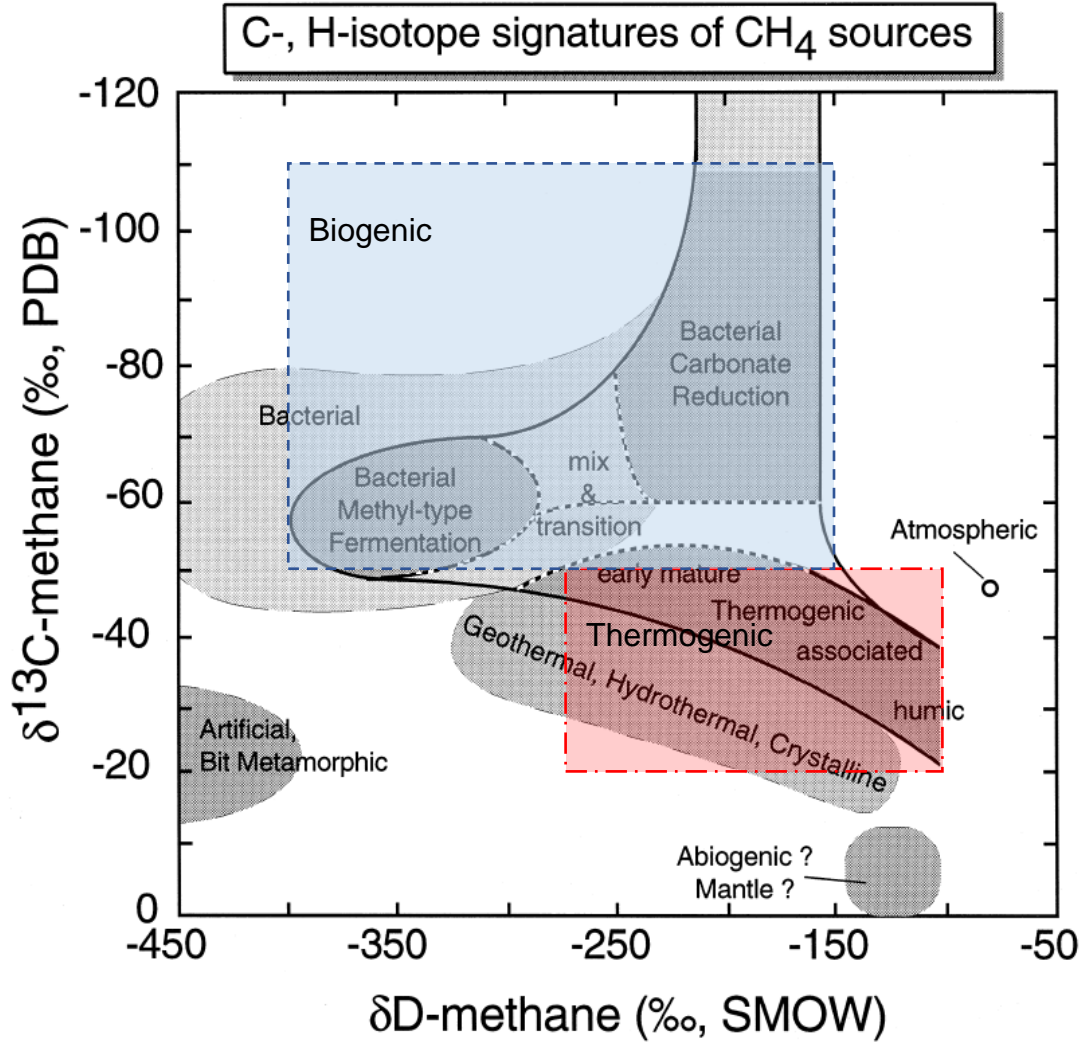 C-, H-isotope signatures of CH4 sources
δ13C-methane (‰, PDB)
-120
-100
-80
-60
-40
-20
0
Biogenic
Bacterial
Carbonate
Reduction
Bacterial
Bacterial
Methyl-type
Fermentation
mix
&
transition
Atmospheric
early mature
Thermogenic
Thermogenic
associated
humic
Geothermal, Hydrothermal, Crystalline
Artificial,
Bit Metamorphic
Abiogenic ?
Mantle ?
-450
-350
-250
-150
-50
δD-methane (‰, SMOW)